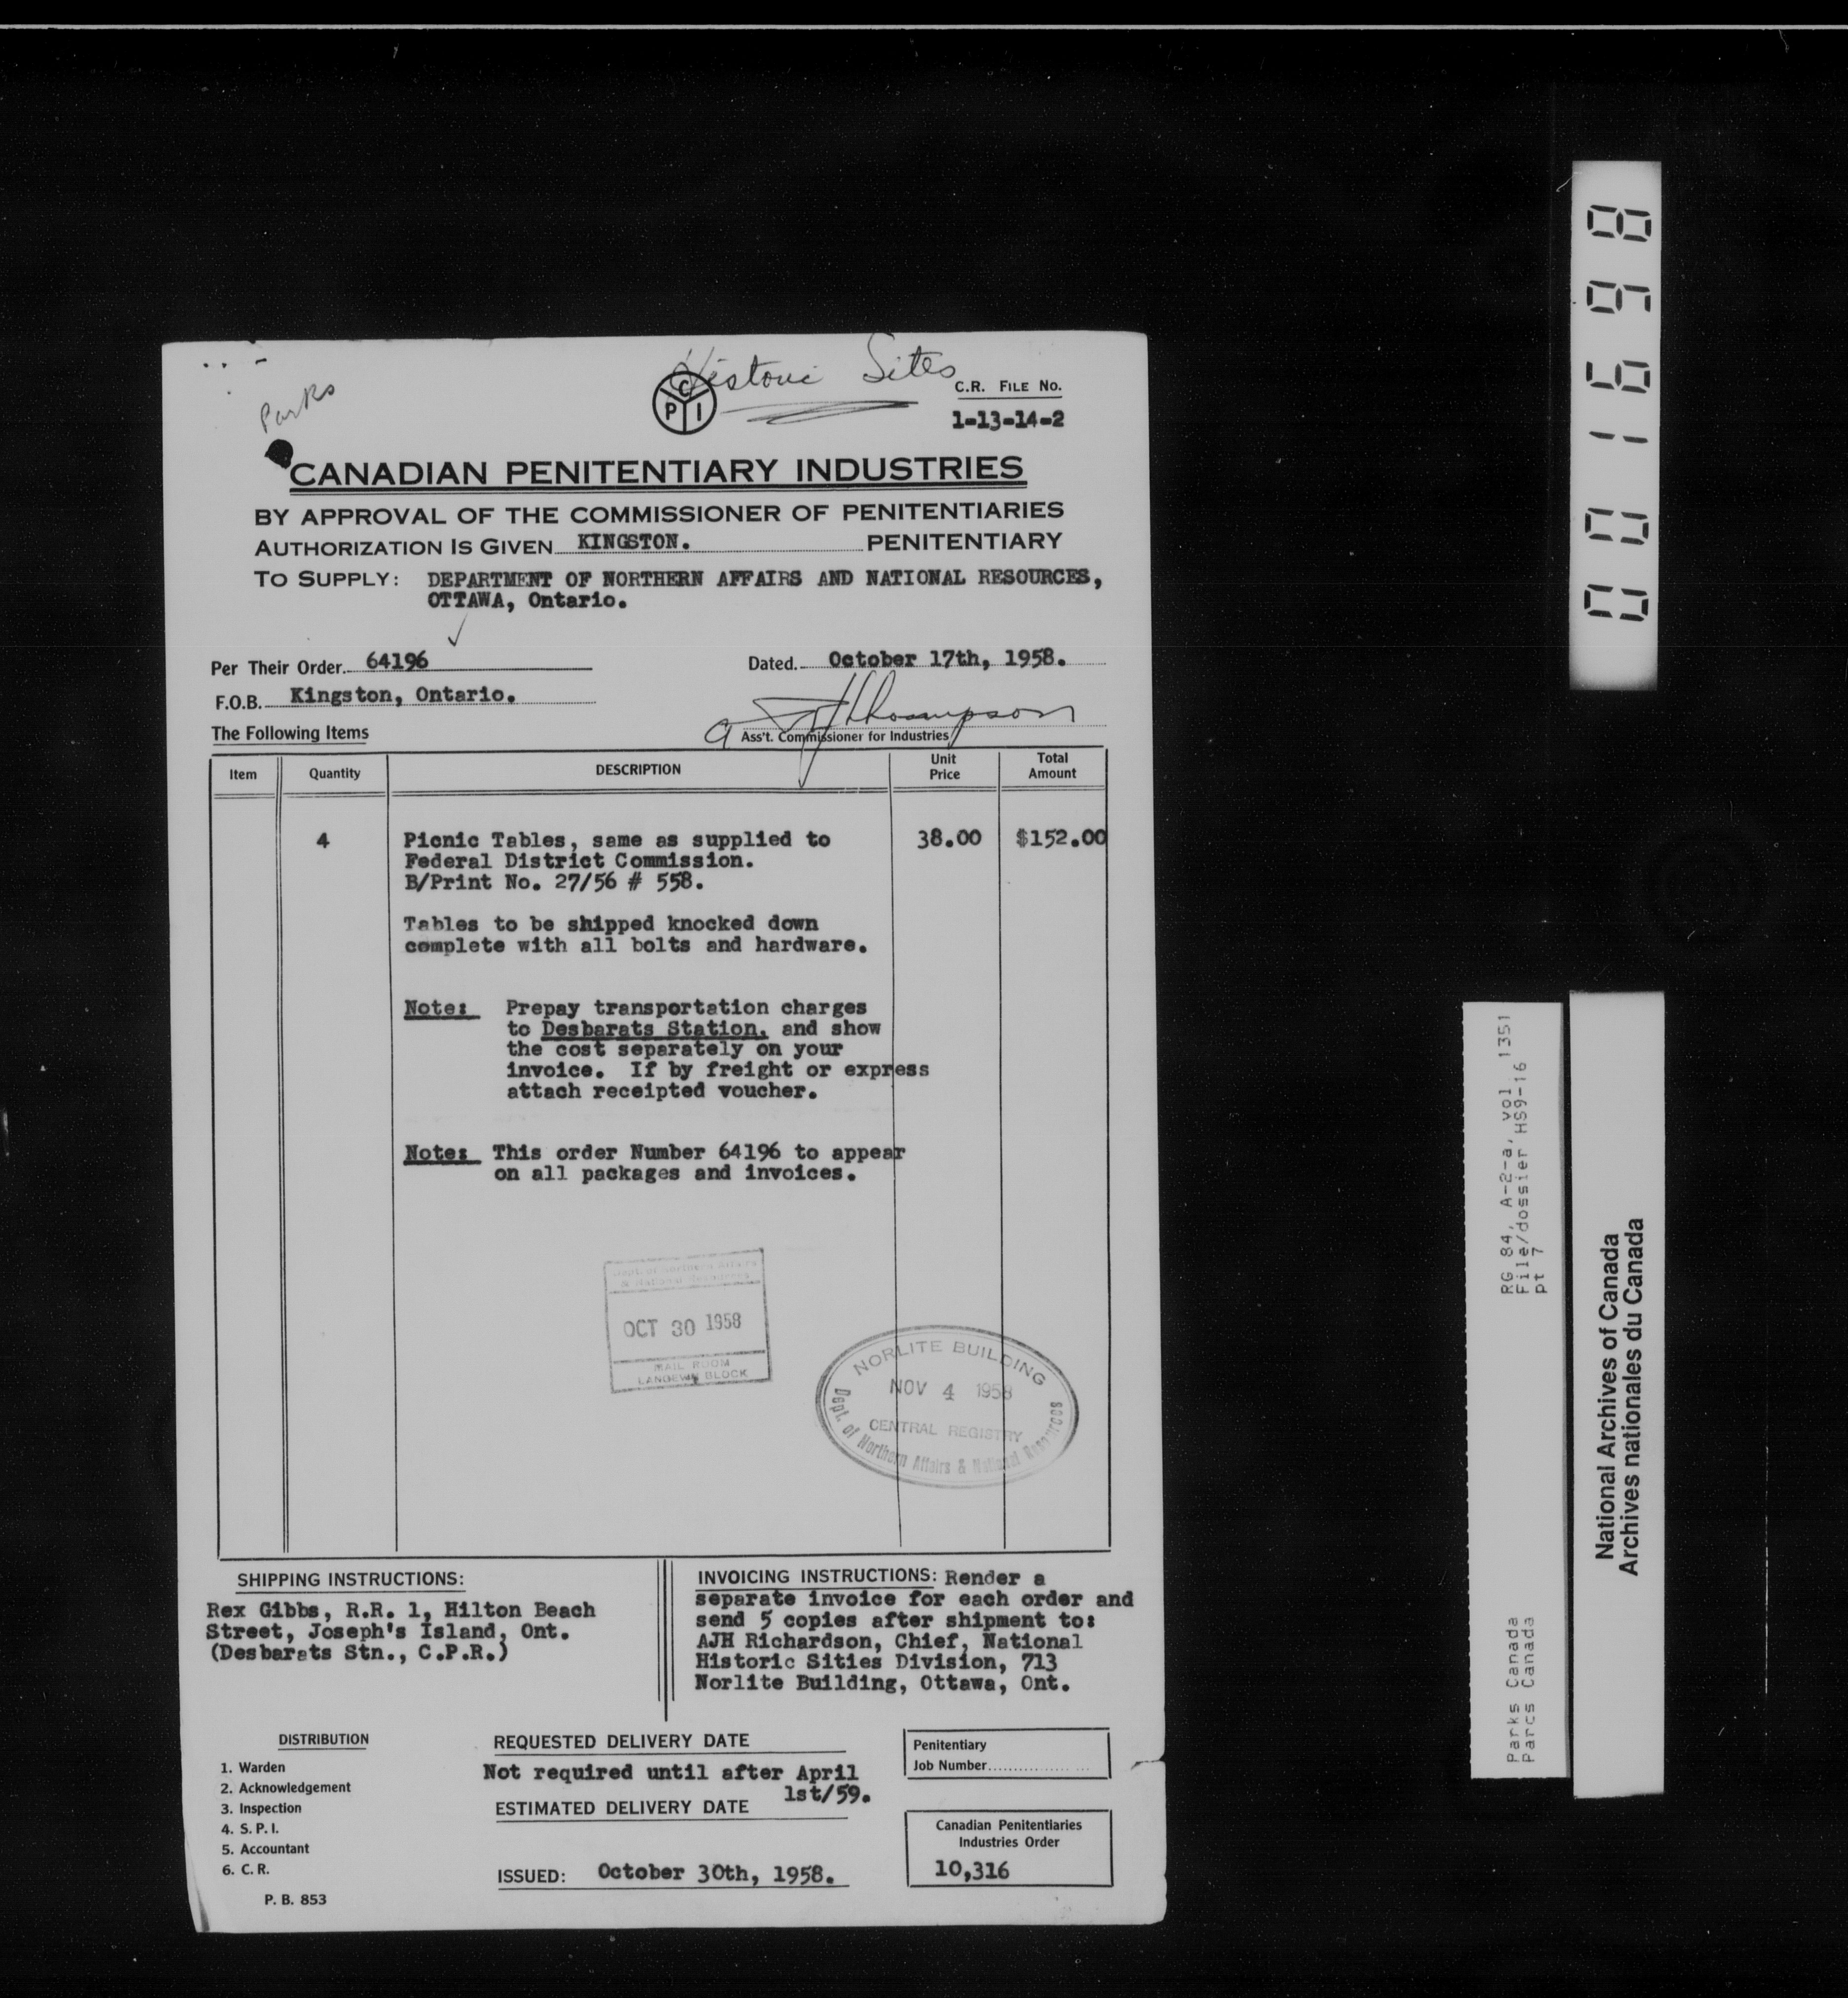 Historic Sites
Parks
C
P I
C.R. FILE NO.
1-13-14-2
CANADIAN PENITENTIARY INDUSTRIES
BY APPROVAL OF THE COMMISSIONER OF PENITENTIARIES
AUTHORIZATION IS GIVEN KINGSTON. PENITENTIARY
TO SUPPLY: DEPARTMENT OF NORTHERN AFFAIRS AND NATIONAL RESOURCES,
OTTAWA, Ontario.
Per Their Order. 64196 Dated. October 17th, 1958.
F.O.B. Kingston, Ontario.
Thompson
The Following Items Ass't. Commissioner for Industries
Item Quantity DESCRIPTION Unit Price Total Amount
4 Picnic Tables, same as supplied to 38.00 $152.00
Federal District Commission.
B/Print No. 27/56 # 558.
Tables to be shipped knocked down
complete with all bolts and hardware.
Note: Prepay transportation charges
to Desbarats Station, and show
the cost separately on your
invoice. If by freight or express
attach receipted voucher.
Note: This order Number 64196 to appear
on all packages and invoices.
Dept. of Northern Affairs
& National Resources
OCT 30 1958
MAIL ROOM
LANGEVIN BLOCK
NORLITE BUILDING
NOV 4 1958
CENTRAL REGISTRY
Dept. of Northern Affairs & National Resources
SHIPPING INSTRUCTIONS:
Rex Gibbs, R.R. 1, Hilton Beach
Street, Joseph's Island, Ont.
(Desbarats Stn., C.P.R.)
INVOICING INSTRUCTIONS: Render a
separate invoice for each order and
send 5 copies after shipment to:
AJH Richardson, Chief, National
Historic Sities Division, 713
Norlite Building, Ottawa, Ont.
DISTRIBUTION
1. Warden
2. Acknowledgement
3. Inspection
4. S. P. I.
5. Accountant
6. C. R.
P. B. 853
REQUESTED DELIVERY DATE
Not required until after April
1st/59.
ESTIMATED DELIVERY DATE
ISSUED: October 30th, 1958.
Penitentiary
Job Number
Canadian Penitentiaries
Industries Order
10,316
001698
RG 84, A-2-a, vol 1351
File/dossier HS9-16
pt 7
Parks Canada
Parcs Canada
National Archives of Canada
Archives nationales du Canada